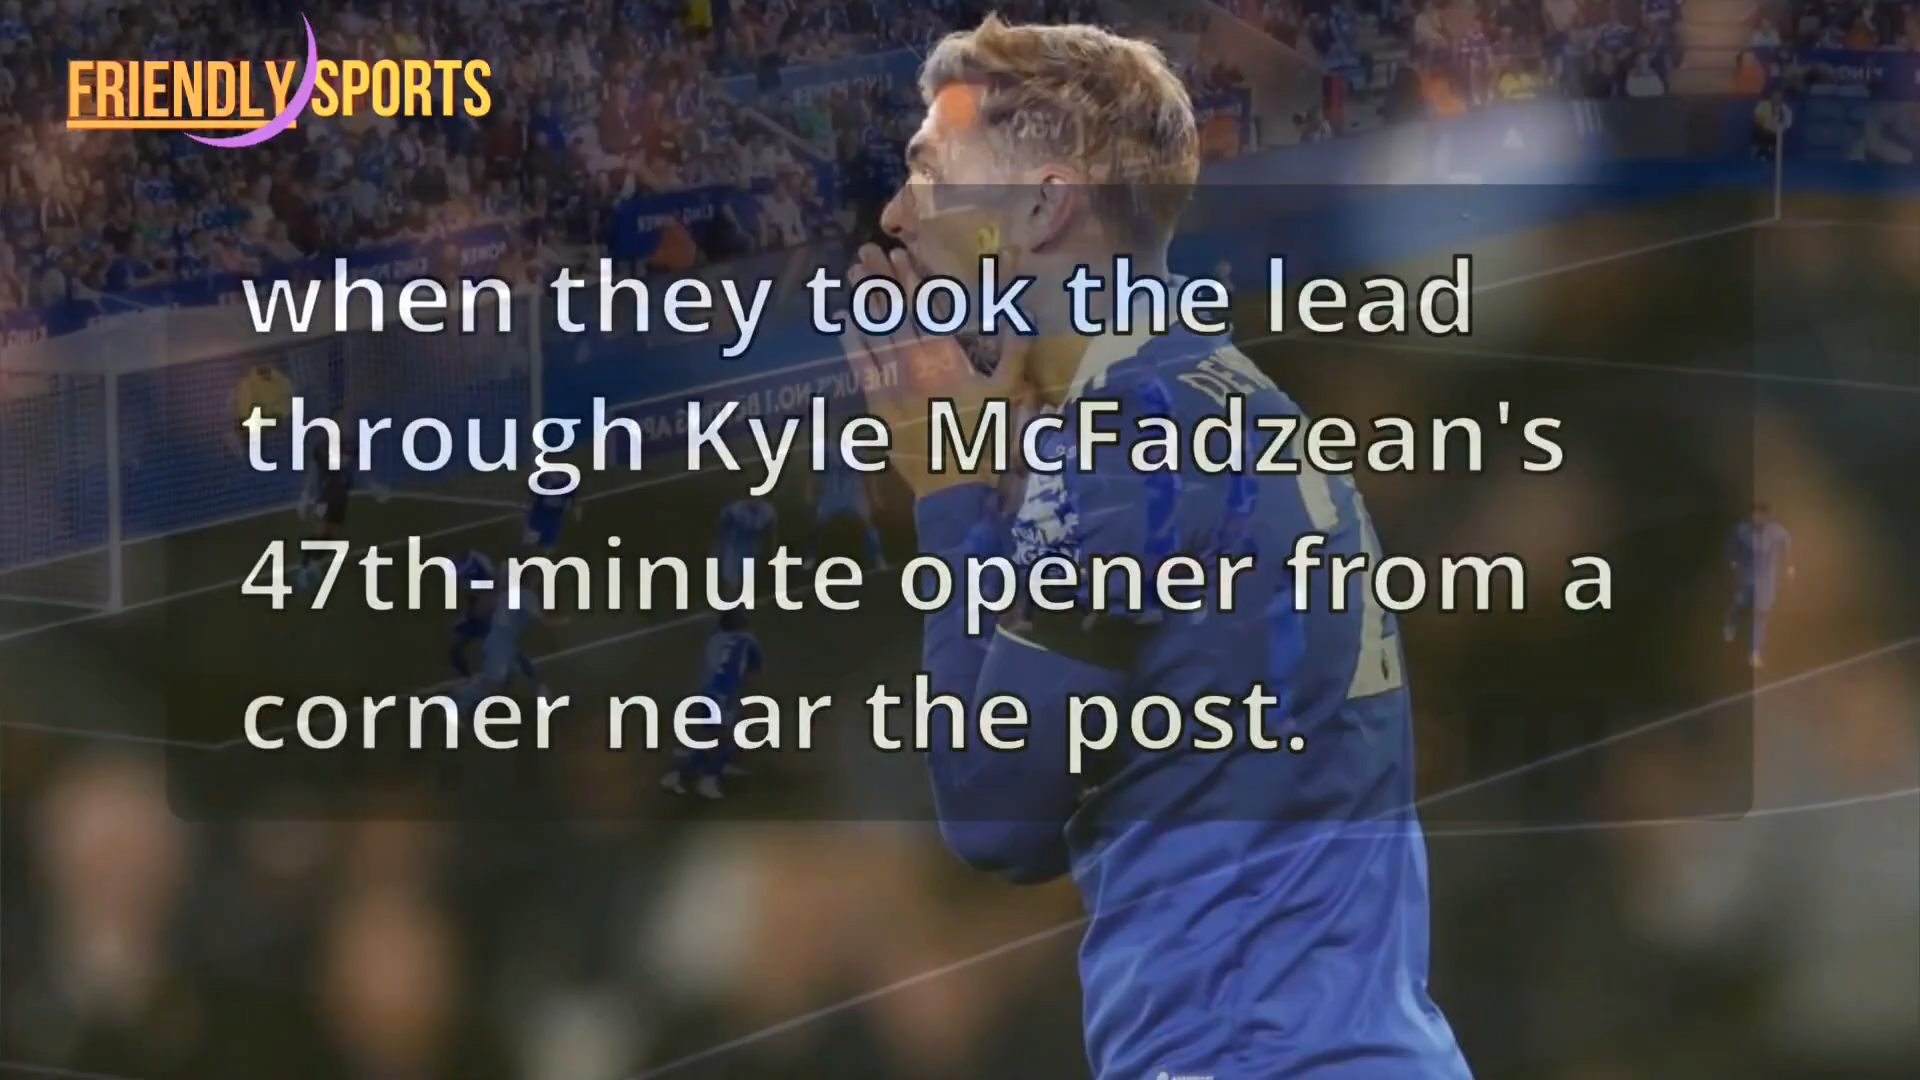 FRIENDLY SPORTS
when they took the lead
through Kyle McFadzean's
47th-minute opener from a
corner near the post.